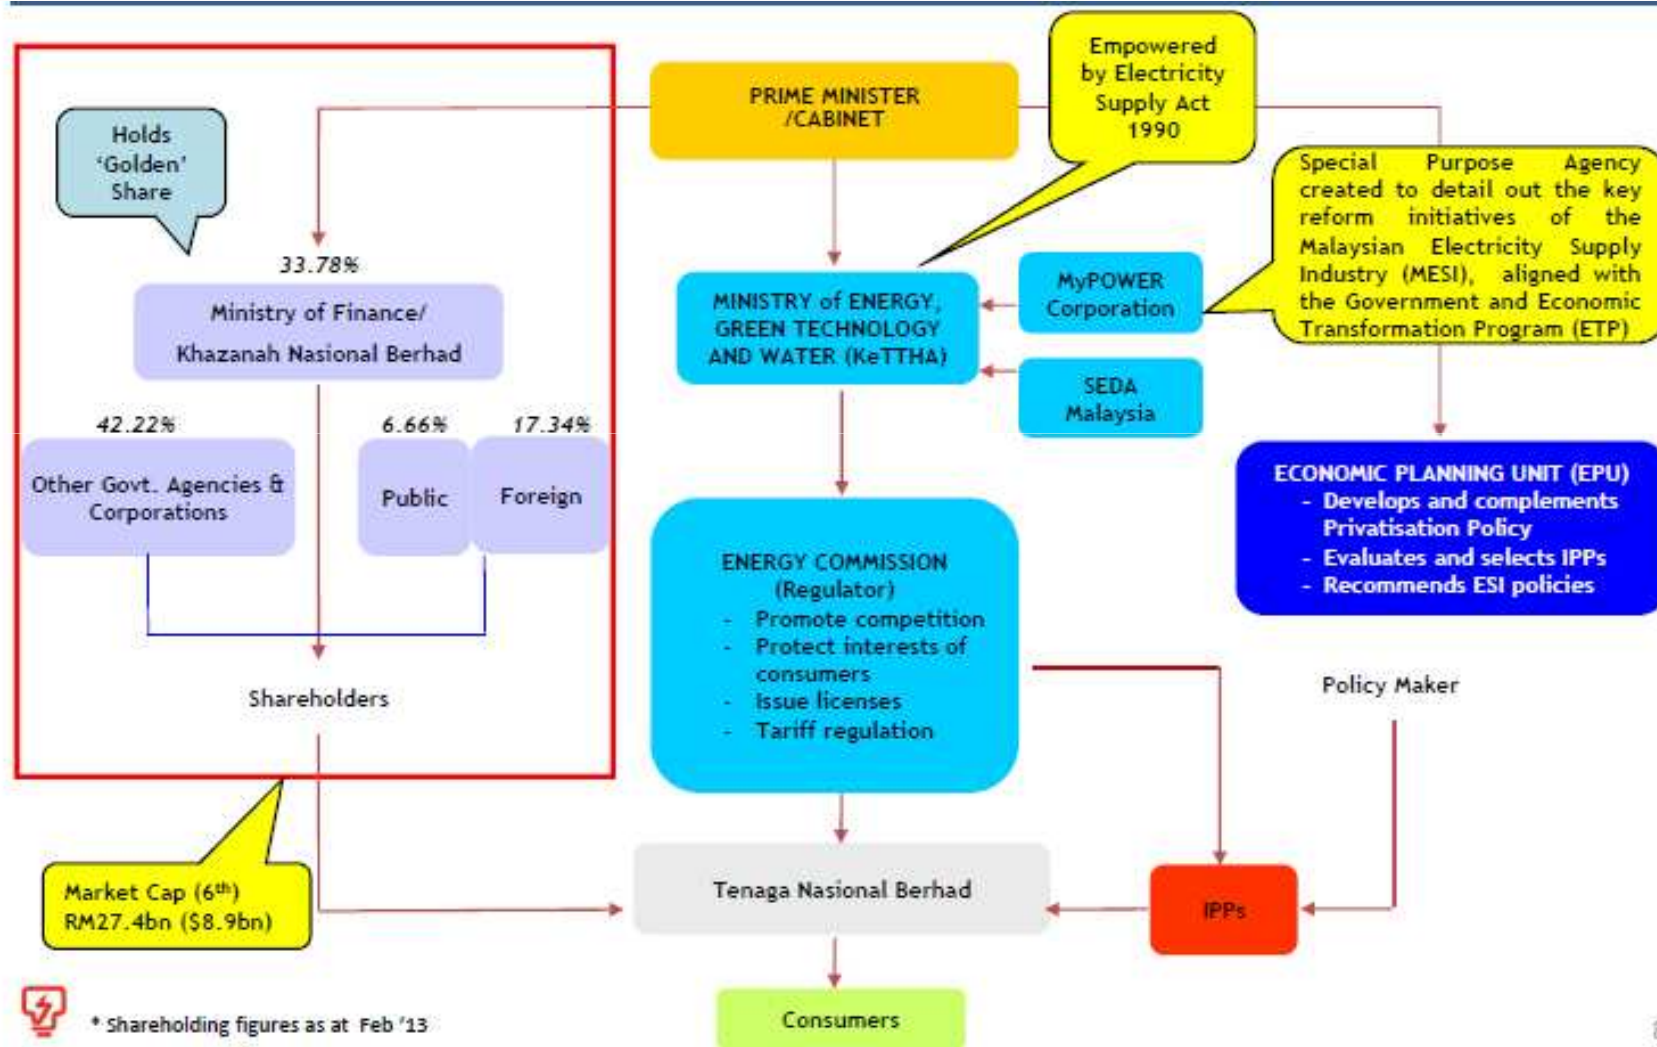 Empowered
by Electricity
Supply Act
1990
PRIME MINISTER
/CABINET
Holds
‘Golden’
Share
Special Purpose Agency
created to detail out the key
reform initiatives of the
Malaysian Electricity Supply
Industry (MESI), aligned with
the Government and Economic
Transformation Program (ETP)
33.78%
Ministry of Finance/
Khazanah Nasional Berhad
MINISTRY of ENERGY,
GREEN TECHNOLOGY
AND WATER (KeTTHA)
MyPOWER
Corporation
SEDA
Malaysia
42.22%
6.66%
17.34%
Other Govt. Agencies &
Corporations
Public
Foreign
ECONOMIC PLANNING UNIT (EPU)
- Develops and complements
Privatisation Policy
- Evaluates and selects IPPs
- Recommends ESI policies
ENERGY COMMISSION
(Regulator)
- Promote competition
- Protect interests of
consumers
- Issue licenses
- Tariff regulation
Shareholders
Policy Maker
Market Cap (6th)
RM27.4bn ($8.9bn)
Tenaga Nasional Berhad
IPPs
Consumers
* Shareholding figures as at Feb ’13